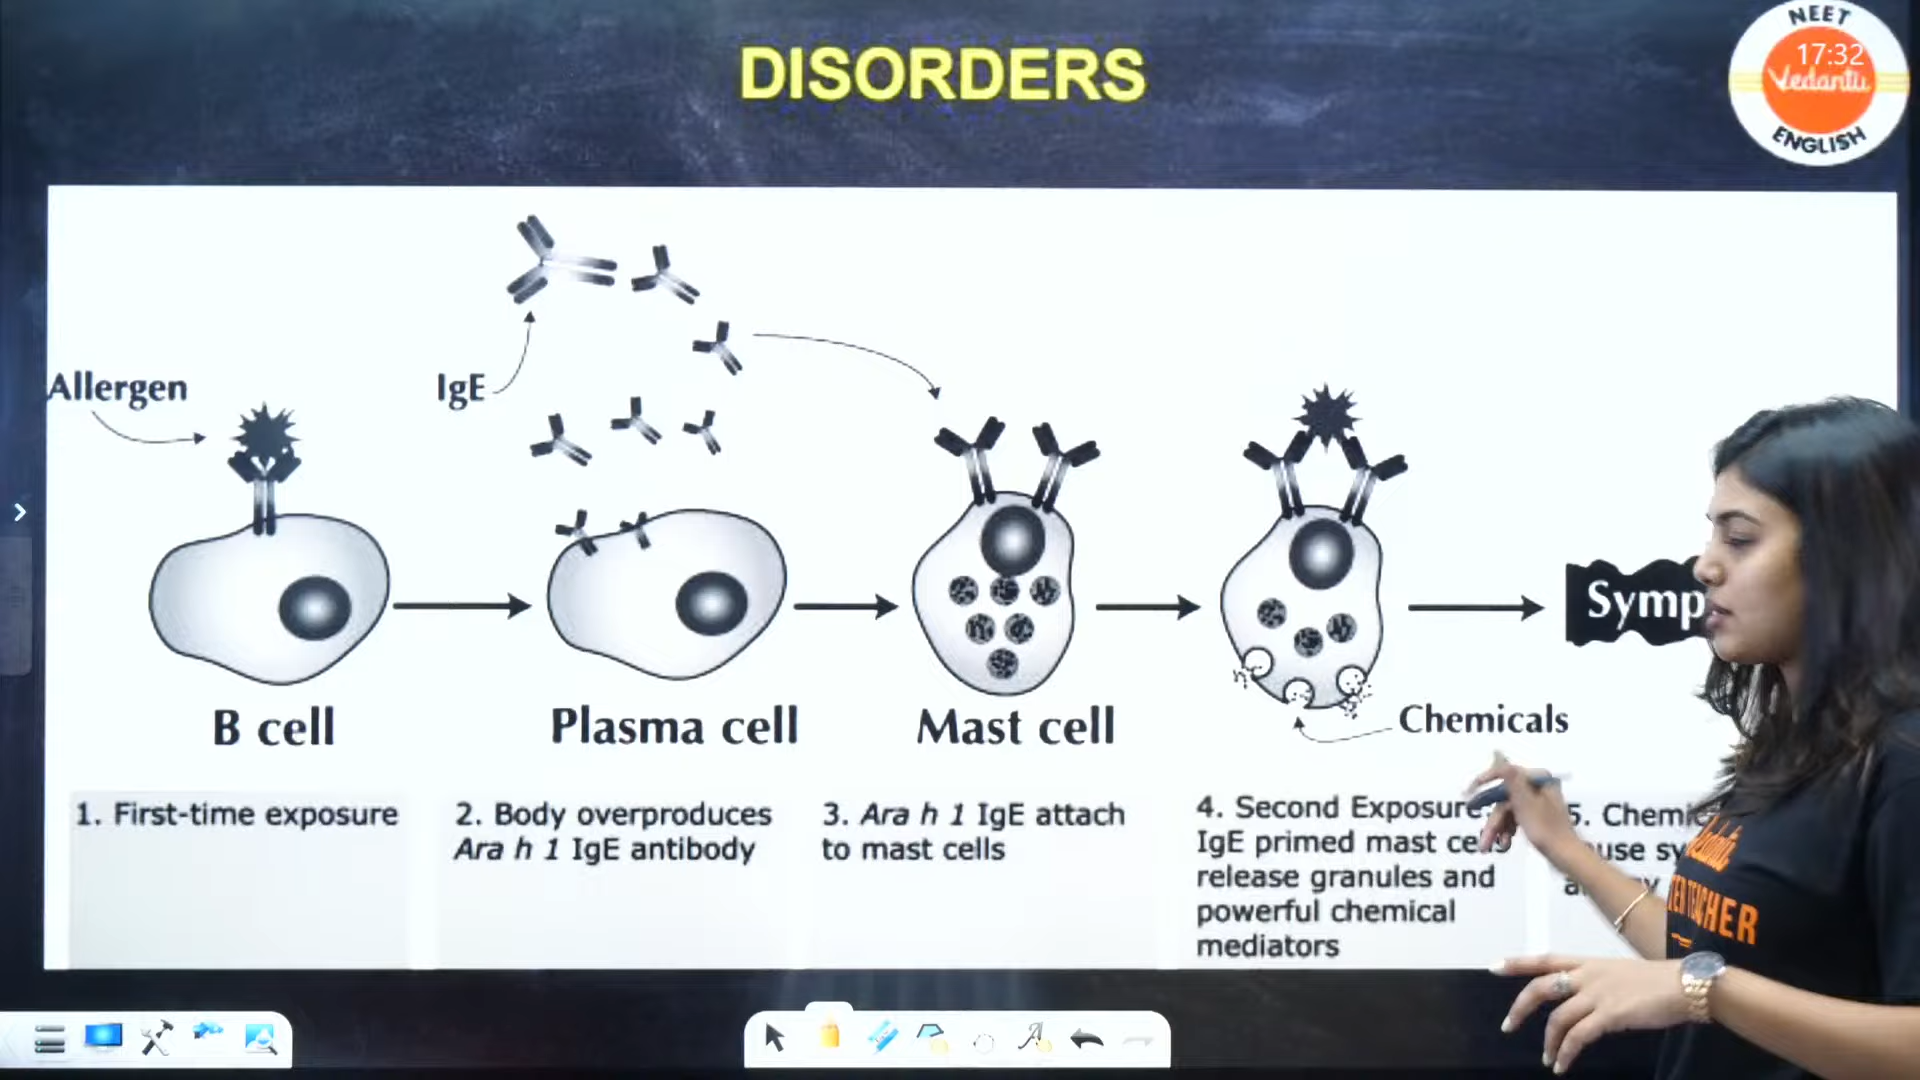 DISORDERS
NEET
17:32
Vedantu
ENGLISH
Allergen
IgE
B cell
Plasma cell
Mast cell
Chemicals
1. First-time exposure
2. Body overproduces
Ara h 1 IgE antibody
3. Ara h 1 IgE attach
to mast cells
4. Second Exposure:
IgE primed mast cells
release granules and
powerful chemical
mediators
5.